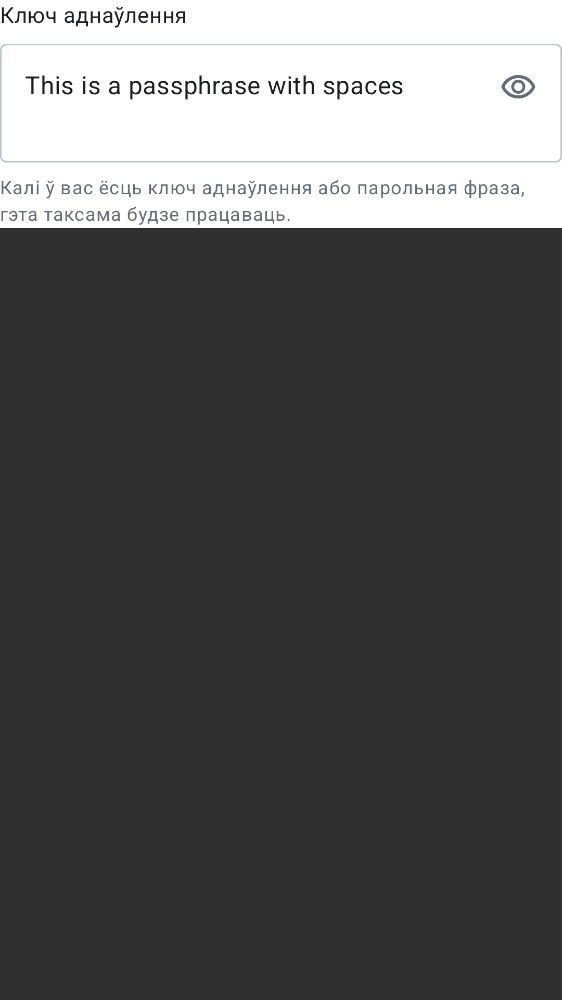 Ключ аднаўлення
This is a passphrase with spaces
Калі ў вас ёсць ключ аднаўлення або парольная фраза,
гэта таксама будзе працаваць.